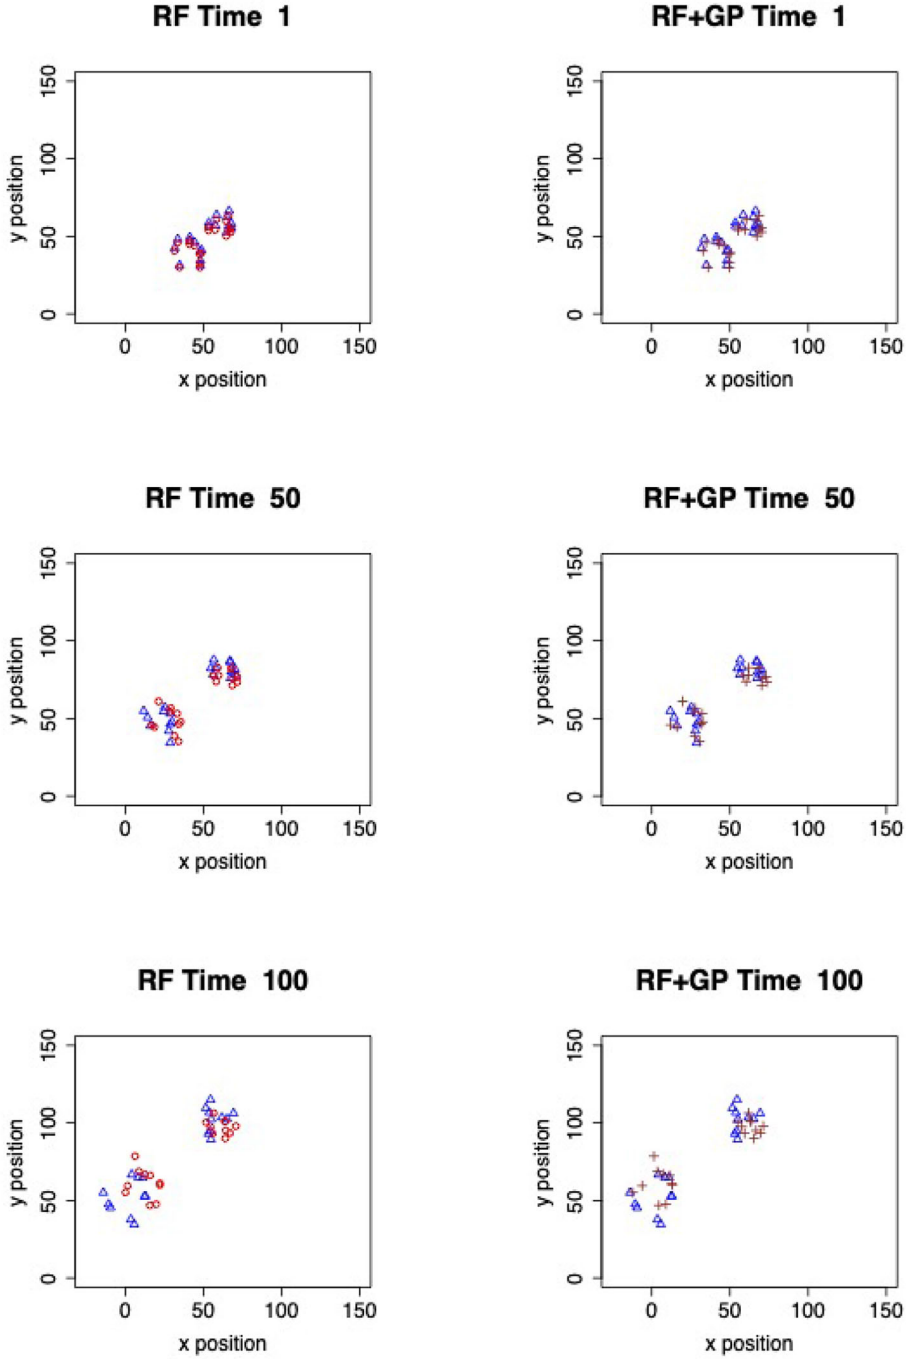 RF Time 1
150
100
50
0
y position
0 50 100 150
x position
RF+GP Time 1
150
100
50
0
y position
0 50 100 150
x position
RF Time 50
150
100
50
0
y position
0 50 100 150
x position
RF+GP Time 50
150
100
50
0
y position
0 50 100 150
x position
RF Time 100
150
100
50
0
y position
0 50 100 150
x position
RF+GP Time 100
150
100
50
0
y position
0 50 100 150
x position